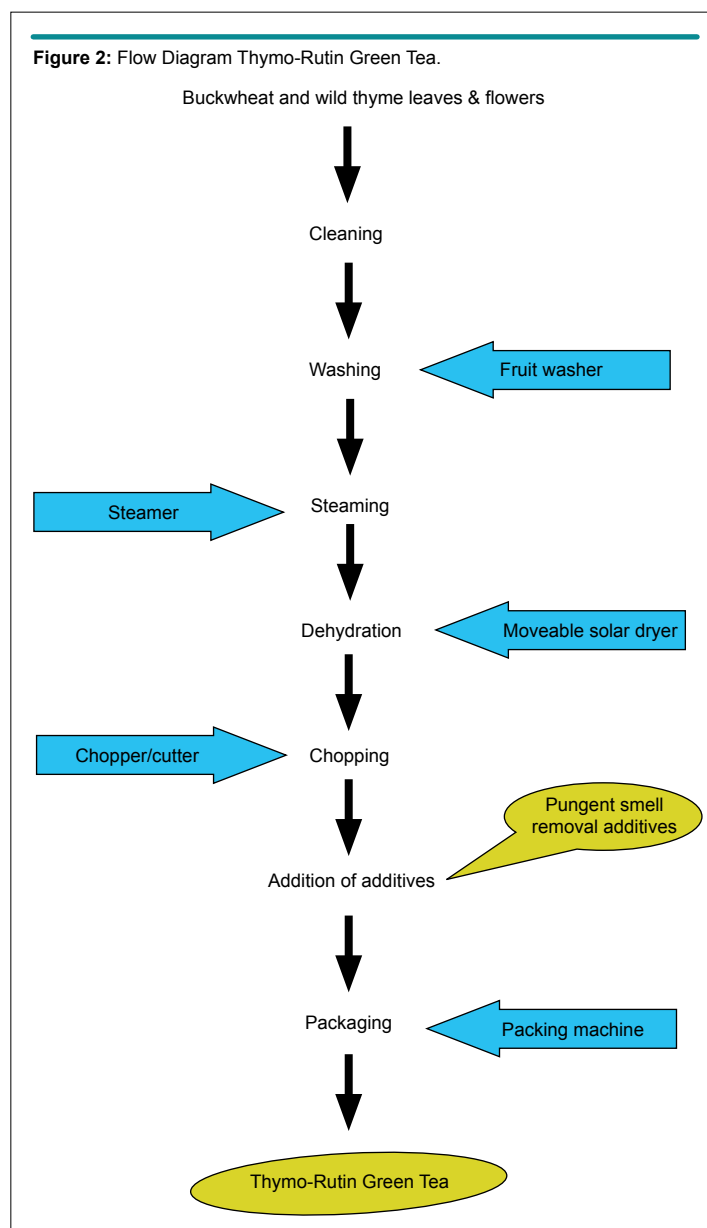 Figure 2: Flow Diagram Thymo-Rutin Green Tea.
Buckwheat and wild thyme leaves & flowers
Cleaning
Washing
Fruit washer
Steamer
Steaming
Dehydration
Moveable solar dryer
Chopper/cutter
Chopping
Pungent smell
removal additives
Addition of additives
Packaging
Packing machine
Thymo-Rutin Green Tea